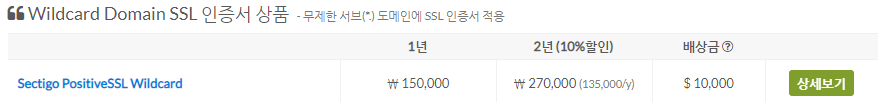 ❝ Wildcard Domain SSL 인증서 상품 - 무제한 서브(*.) 도메인에 SSL 인증서 적용
1년 2년 (10%할인) 배상금 ?
Sectigo PositiveSSL Wildcard ₩ 150,000 ₩ 270,000 (135,000/y) $ 10,000 상세보기